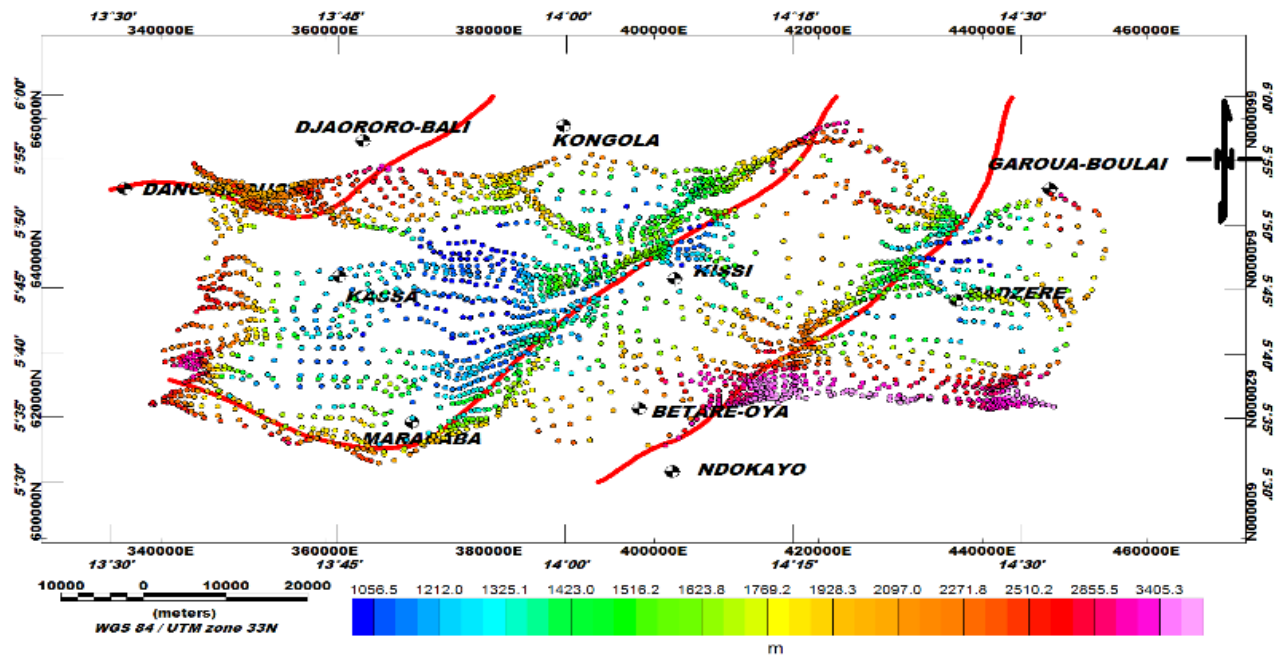 13°30' 13°45' 14°00' 14°15' 14°30'
340000E 360000E 380000E 400000E 420000E 440000E 460000E
6°00' 6°00'
660000N 660000N
DJAORORO-BALI KONGOLA
5°55' GAROUA-BOULAI 5°55'
N
5°50' 5°50'
640000N 640000N
KISSI
KASSA
5°45' 5°45'
5°40' 5°40'
620000N 620000N
BETARE-OYA
5°35' 5°35'
NDOKAYO
5°30' 5°30'
600000N 600000N
340000E 360000E 380000E 400000E 420000E 440000E 460000E
13°30' 13°45' 14°00' 14°15' 14°30'
10000 0 10000 20000
(meters)
WGS 84 / UTM zone 33N
1056.5 1212.0 1325.1 1423.0 1516.2 1623.8 1769.2 1928.3 2097.0 2271.8 2510.2 2855.5 3405.3
m